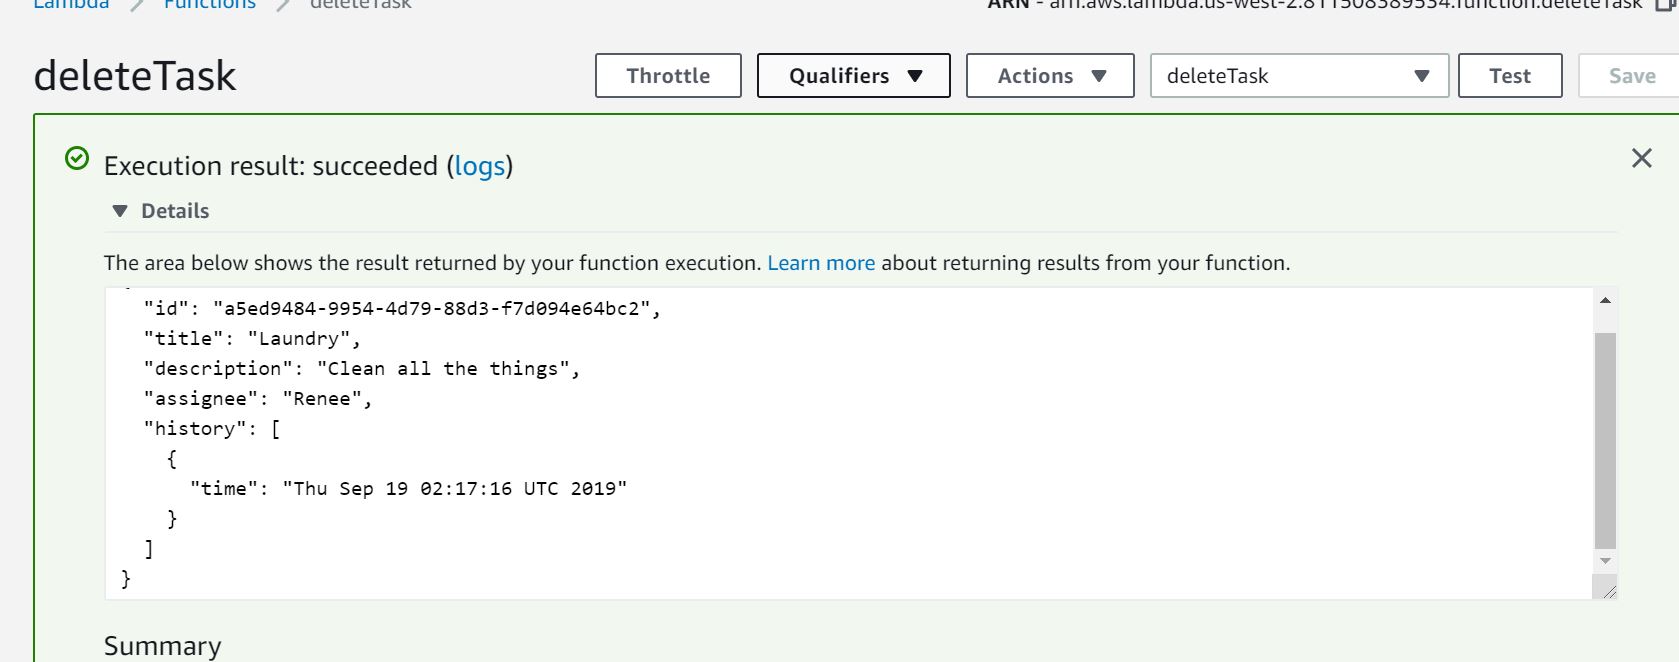 Lambda Functions deleteTask ARN - arn:aws:lambda:us-west-2:811508389534:function:deleteTask
deleteTask Throttle Qualifiers Actions deleteTask Test Save
Execution result: succeeded (logs)
Details
The area below shows the result returned by your function execution. Learn more about returning results from your function.
{
"id": "a5ed9484-9954-4d79-88d3-f7d094e64bc2",
"title": "Laundry",
"description": "Clean all the things",
"assignee": "Renee",
"history": [
{
"time": "Thu Sep 19 02:17:16 UTC 2019"
}
]
}
Summary